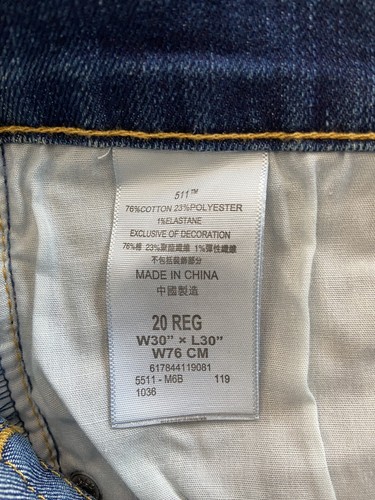 511™
76%COTTON 23%POLYESTER
1%ELASTANE
EXCLUSIVE OF DECORATION
76%棉 23%聚酯纖維 1%彈性纖維
不包括裝飾部分
MADE IN CHINA
中國製造
20 REG
W30" × L30"
W76 CM
617844119081
5511 - M6B 119
1036